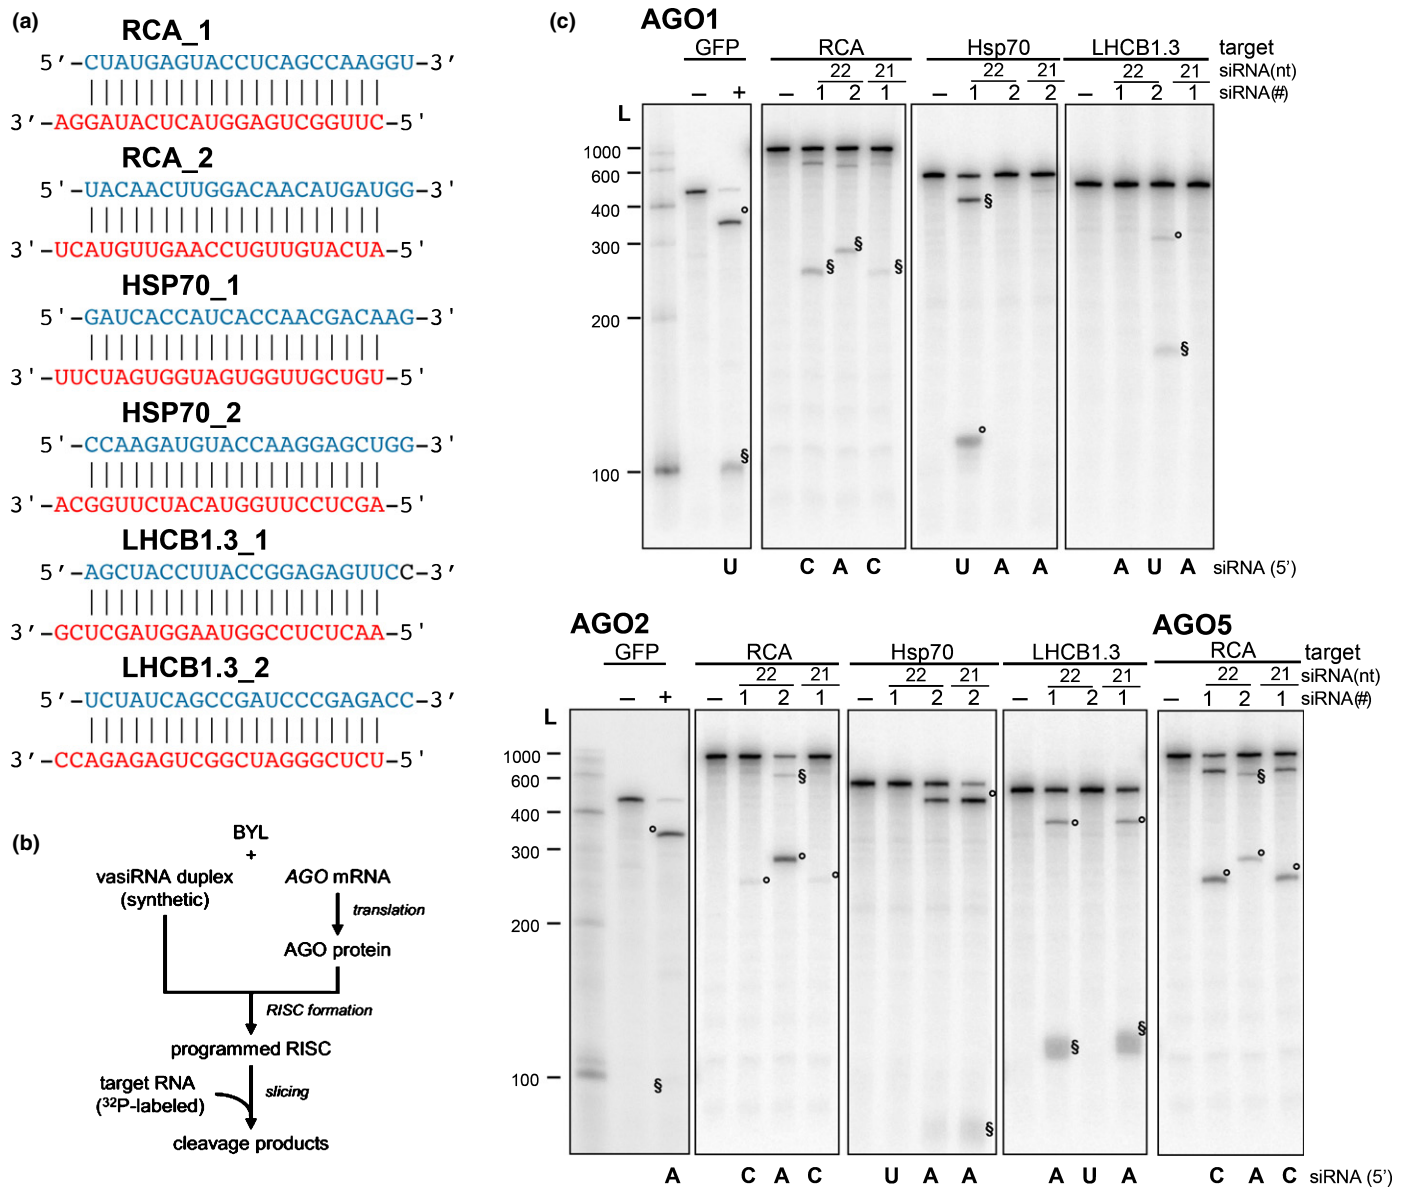 (a)
RCA_1
5′-CUAUGAGUACCUCAGCCAAGGU-3′
3′-AGGAUACUCAUGGAGUCGGUUC-5'
RCA_2
5'-UACAACUUGGACAACAUGAUGG-3'
3'-UCAUGUUGAACCUGUUGUACUA-5'
HSP70_1
5'-GAUCACCAUCACCAACGACAAG-3'
3'-UUCUAGUGGUAGUGGUUGCUGU-5'
HSP70_2
5'-CCAAGAUGUACCAAGGAGCUGG-3'
3'-ACGGUUCUACAUGGUUCCUCGA-5'
LHCB1.3_1
5′-AGCUACCUUACCGGAGAGUUCC-3′
3′-GCUCGAUGGAAUGGCCUCUCAA-5'
LHCB1.3_2
5'-UCUAUCAGCCGAUCCCGAGACC-3′
3′-CCAGAGAGUCGGCUAGGGCUCU-5'
(b)
BYL
+
vasiRNA duplex
(synthetic)
AGO mRNA
translation
AGO protein
RISC formation
programmed RISC
target RNA
(³²P-labeled)
slicing
cleavage products
(c)
AGO1
GFP RCA Hsp70 LHCB1.3 target
22 21 22 21 22 21 siRNA(nt)
– + – 1 2 1 – 1 2 2 – 1 2 1 siRNA(#)
L
1000
600
400
300
200
100
° § § § § § ° ° §
U C A C U A A A U A siRNA (5’)
AGO2 AGO5
GFP RCA Hsp70 LHCB1.3 RCA target
22 21 22 21 22 21 22 21 siRNA(nt)
– + – 1 2 1 – 1 2 2 – 1 2 1 – 1 2 1 siRNA(#)
L
1000
600
400
300
200
100
° § ° § ° ° ° § ° § ° § ° § ° °
A C A C U A A A U A C A C siRNA (5’)